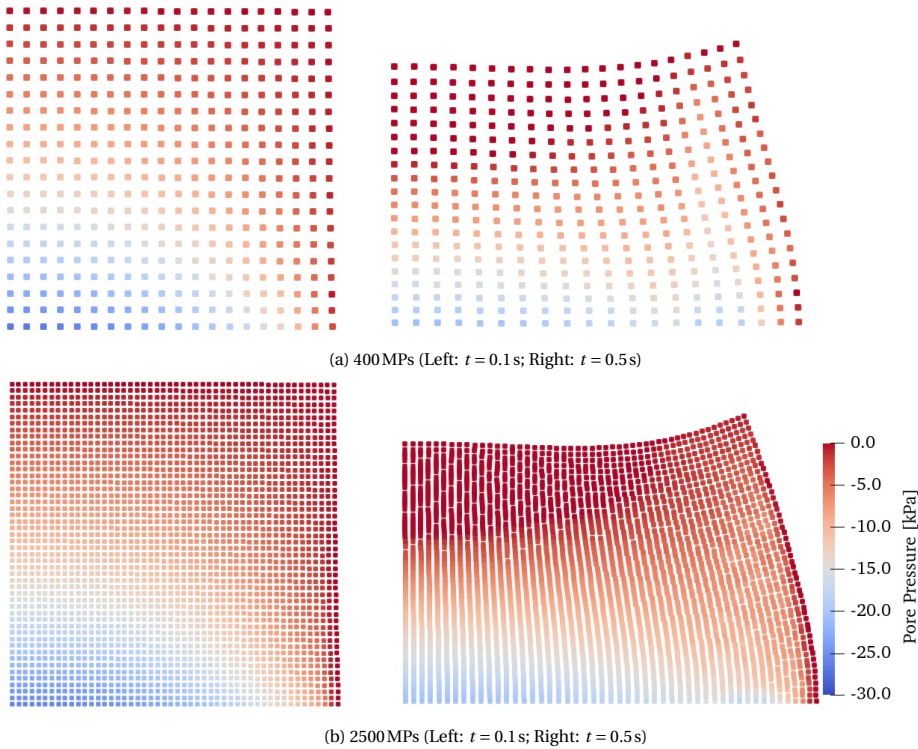 (a) 400 MPs (Left: t = 0.1 s; Right: t = 0.5 s)
0.0
-5.0
-10.0
-15.0
-20.0
-25.0
-30.0
Pore Pressure [kPa]
(b) 2500 MPs (Left: t = 0.1 s; Right: t = 0.5 s)